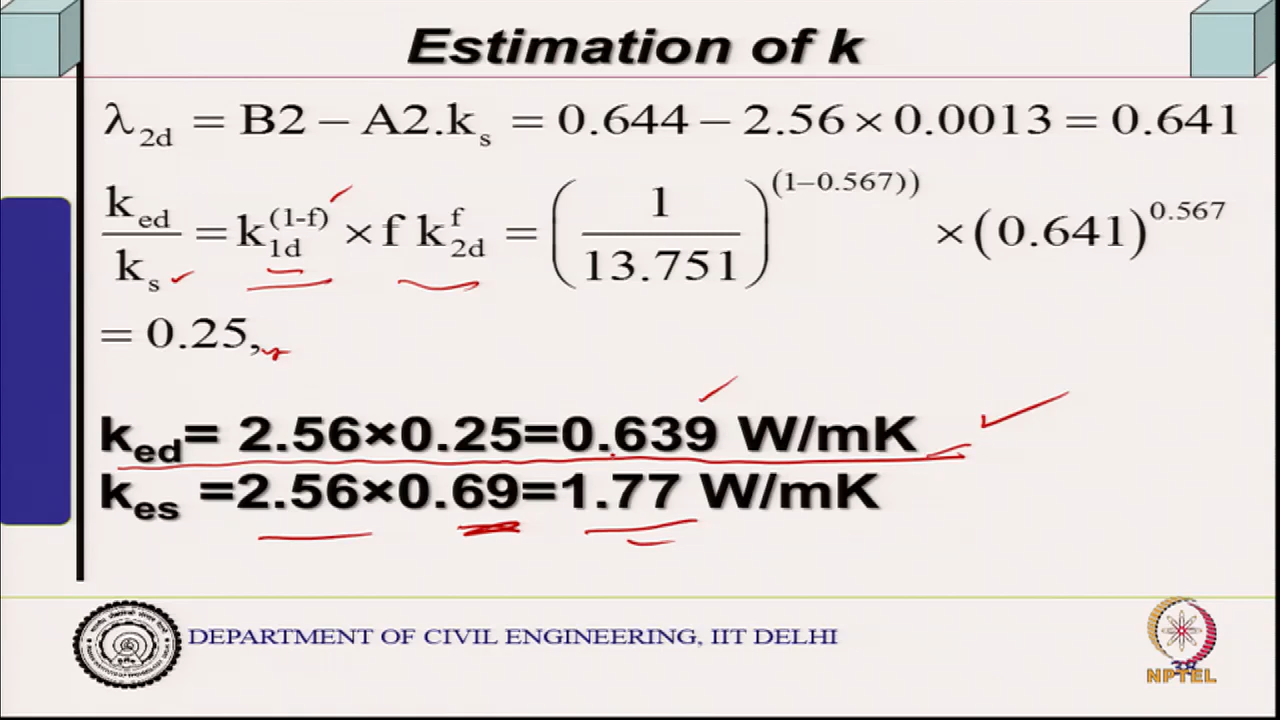 Estimation of k
λ2d = B2 − A2.ks = 0.644 − 2.56 × 0.0013 = 0.641
ked/ks = k1d^(1-f) × f k2d^f = (1/13.751)^(1−0.567)) × (0.641)^0.567
= 0.25,
ked= 2.56×0.25=0.639 W/mK
kes =2.56×0.69=1.77 W/mK
DEPARTMENT OF CIVIL ENGINEERING, IIT DELHI
NPTEL